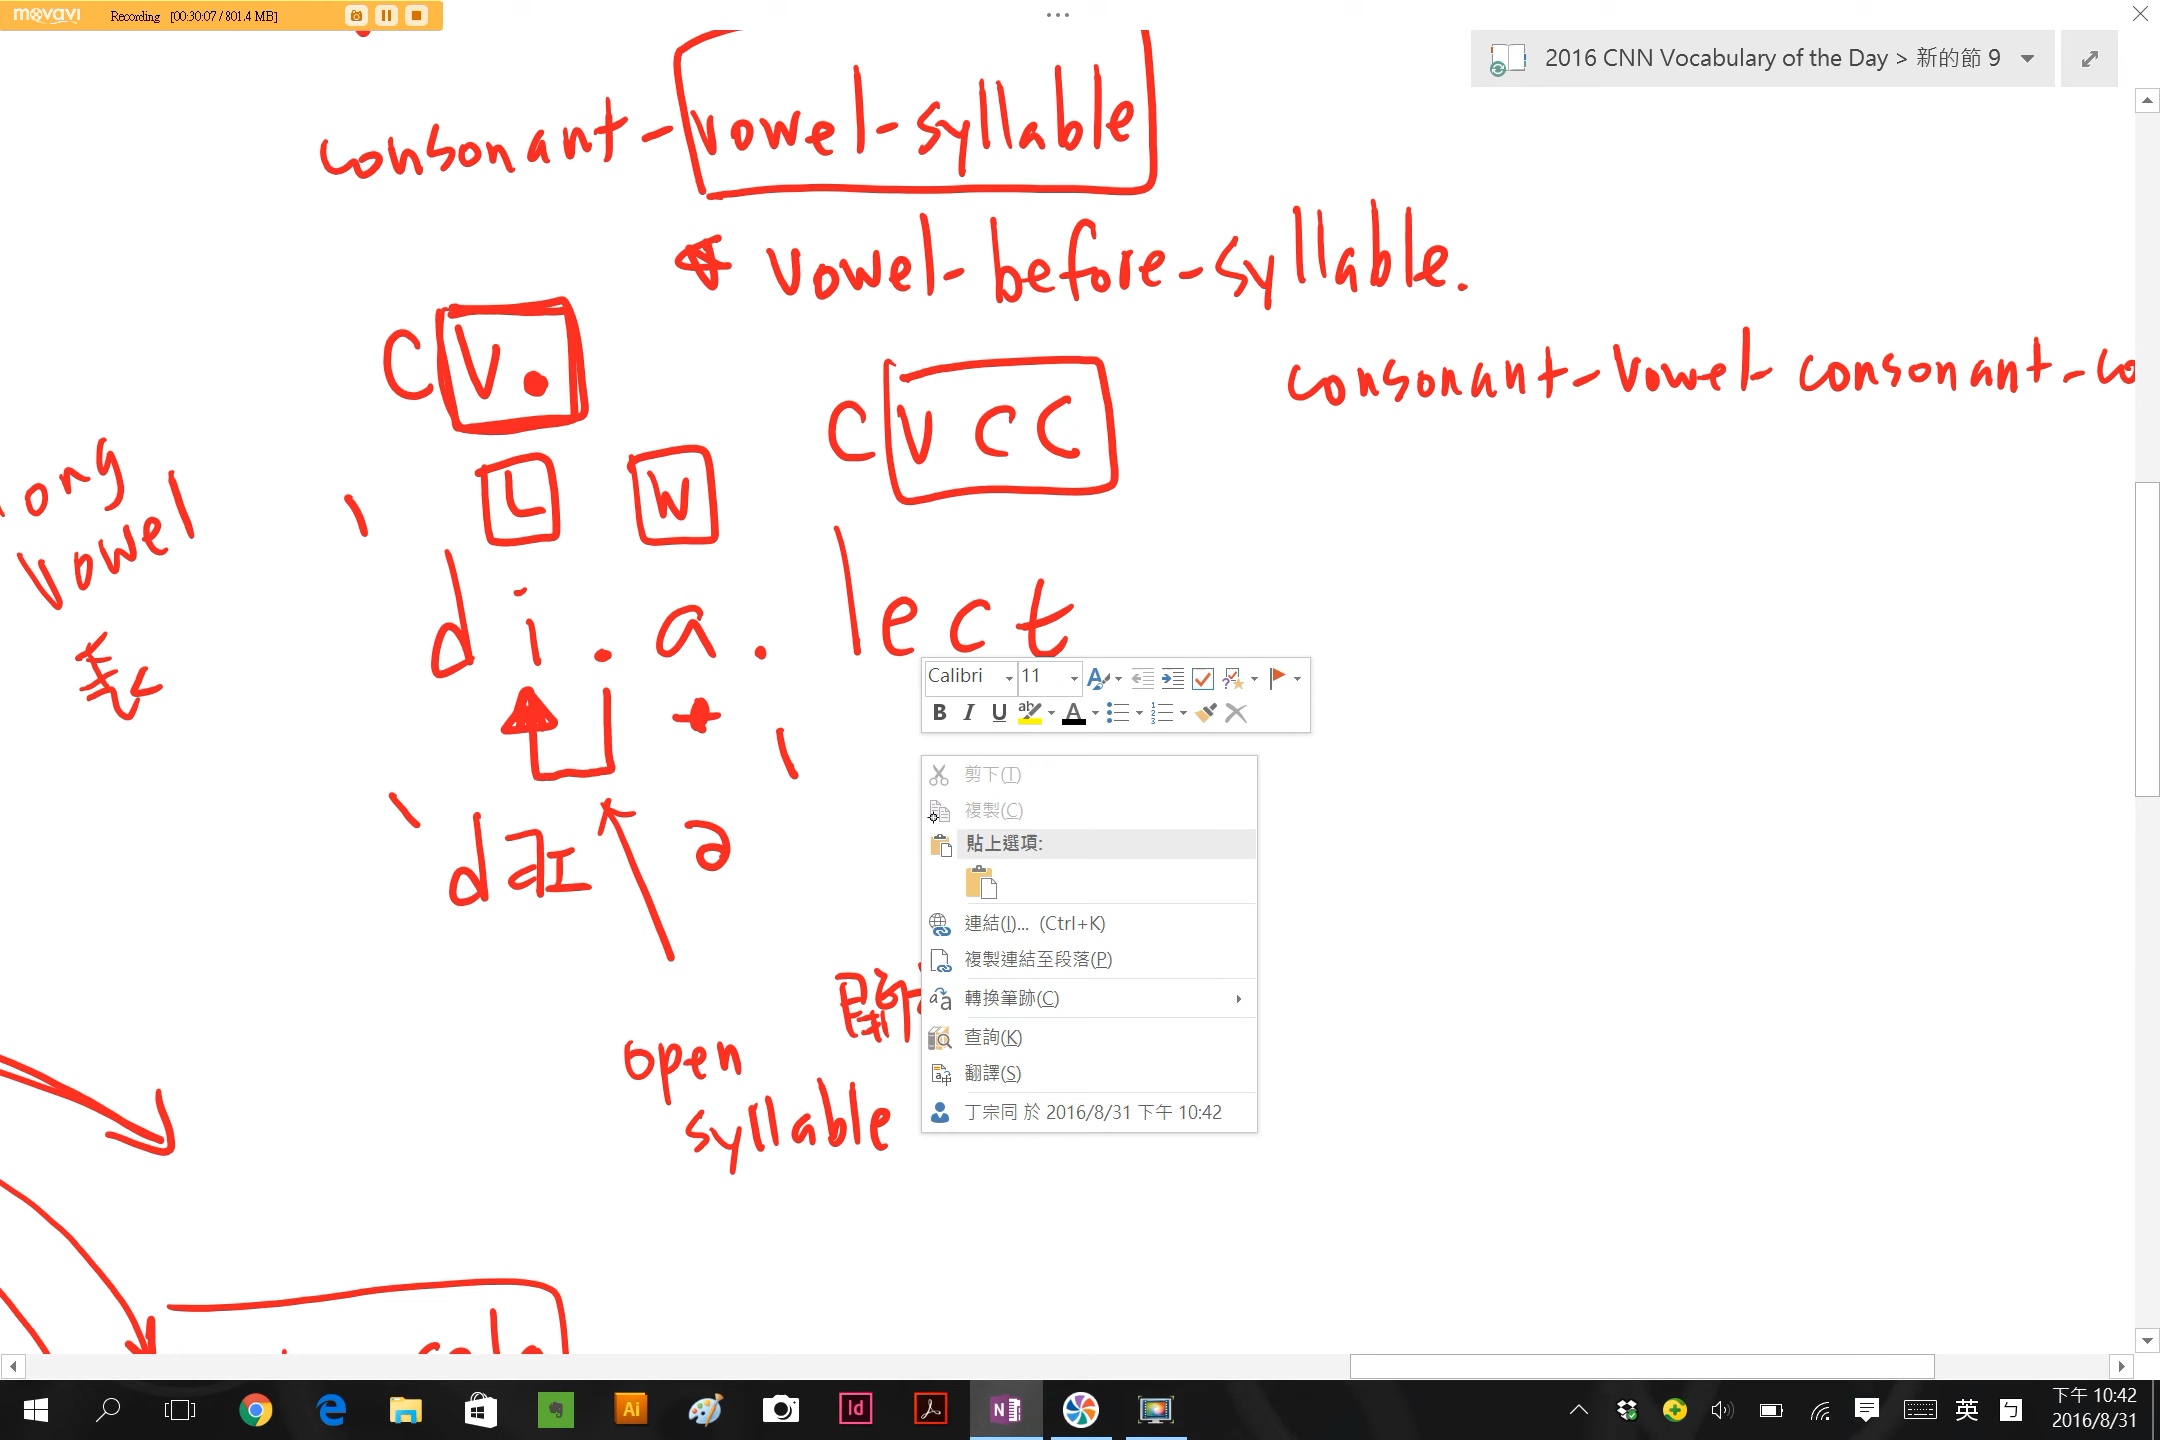 movavi Recording [00:30:07 / 801.4 MB]
2016 CNN Vocabulary of the Day > 新的節 9
consonant-vowel-syllable
vowel-before-syllable.
CV.
CVCC
consonant-vowel-consonant-co
ong
vowel
L W
di.a.lect
ə
open
syllable
Calibri 11
B I U
剪下(T)
複製(C)
貼上選項:
連結(I)... (Ctrl+K)
複製連結至段落(P)
轉換筆跡(C)
查詢(K)
翻譯(S)
丁宗同 於 2016/8/31 下午 10:42
英
下午 10:42
2016/8/31